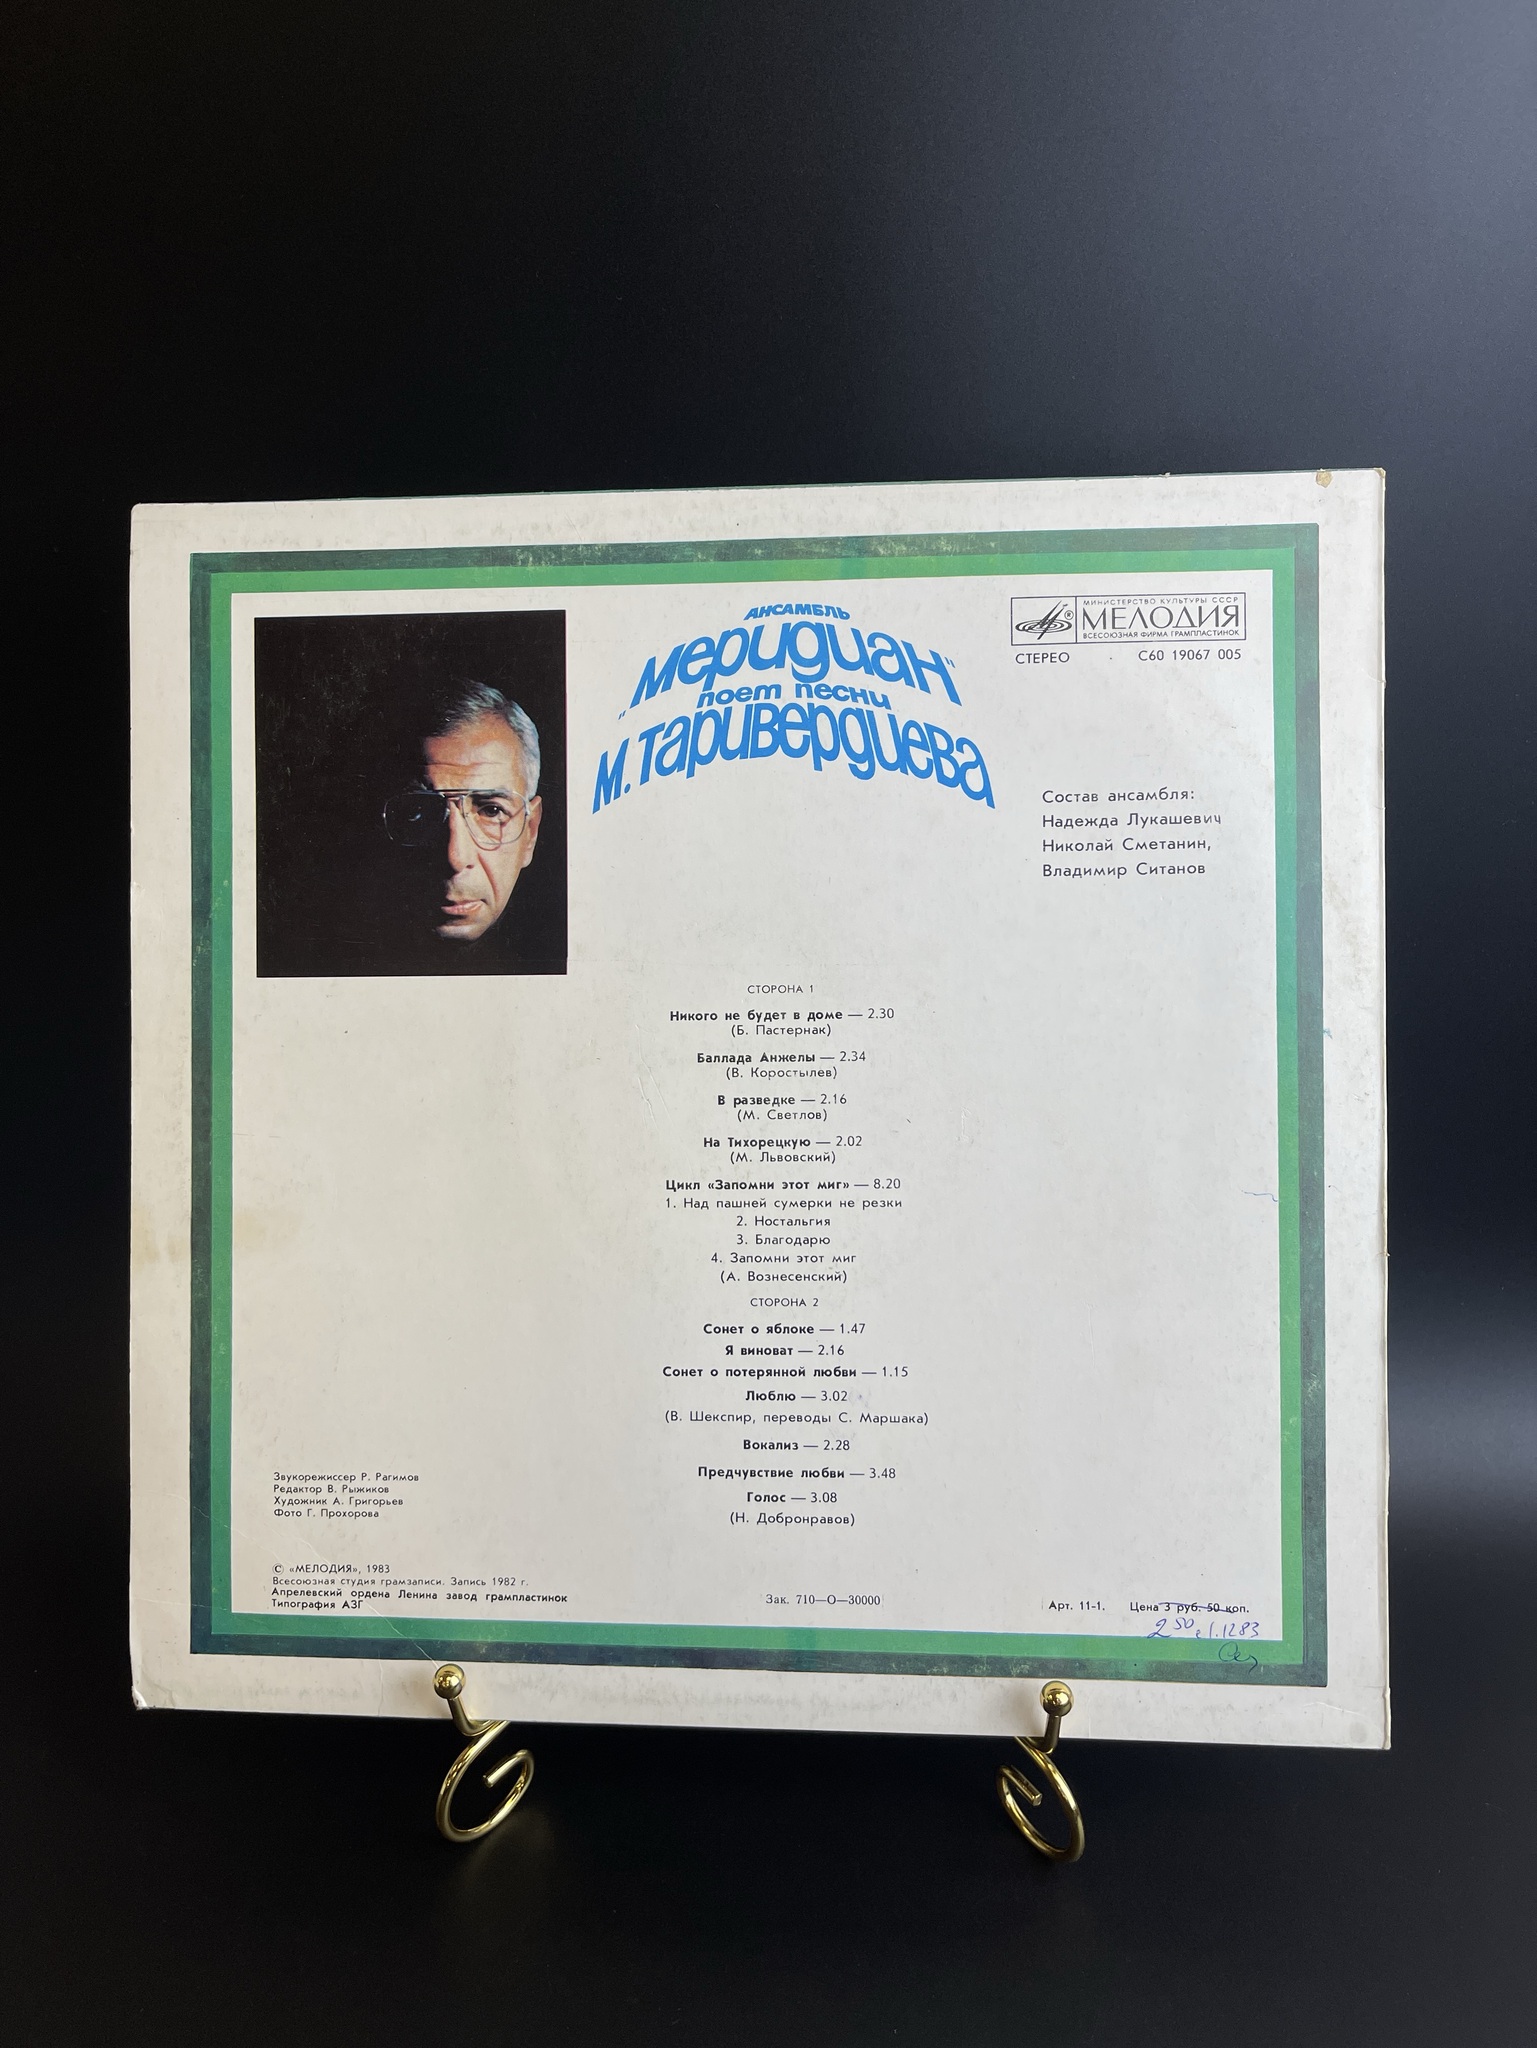 АНСАМБЛЬ
„Меридиан"
поет песни
М. Таривердиева
МИНИСТЕРСТВО КУЛЬТУРЫ СССР
МЕЛОДИЯ
ВСЕСОЮЗНАЯ ФИРМА ГРАМПЛАСТИНОК
СТЕРЕО С60 19067 005
Состав ансамбля:
Надежда Лукашевич
Николай Сметанин,
Владимир Ситанов
СТОРОНА 1
Никого не будет в доме — 2.30
(Б. Пастернак)
Баллада Анжелы — 2.34
(В. Коростылев)
В разведке — 2.16
(М. Светлов)
На Тихорецкую — 2.02
(М. Львовский)
Цикл «Запомни этот миг» — 8.20
1. Над пашней сумерки не резки
2. Ностальгия
3. Благодарю
4. Запомни этот миг
(А. Вознесенский)
СТОРОНА 2
Сонет о яблоке — 1.47
Я виноват — 2.16
Сонет о потерянной любви — 1.15
Люблю — 3.02
(В. Шекспир, переводы С. Маршака)
Вокализ — 2.28
Предчувствие любви — 3.48
Голос — 3.08
(Н. Добронравов)
Звукорежиссер Р. Рагимов
Редактор В. Рыжиков
Художник А. Григорьев
Фото Г. Прохорова
© «МЕЛОДИЯ», 1983
Всесоюзная студия грамзаписи. Запись 1982 г.
Апрелевский ордена Ленина завод грампластинок
Типография АЗГ
Зак. 710—О—30000
Арт. 11-1. Цена 3 руб. 50 коп.
2 50 с 1.1283